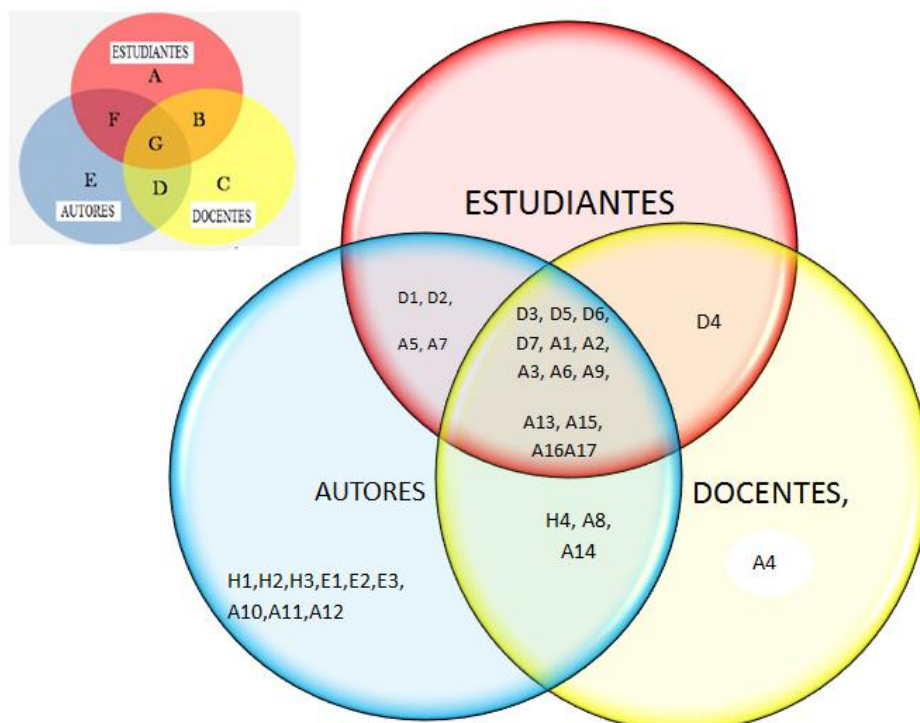 ESTUDIANTES
A
F
B
G
E
D
C
AUTORES
DOCENTES
ESTUDIANTES
D1, D2,
A5, A7
D3, D5, D6,
D7, A1, A2,
A3, A6, A9,
A13, A15,
A16A17
D4
AUTORES
DOCENTES,
H4, A8,
A14
A4
H1,H2,H3,E1,E2,E3,
A10,A11,A12